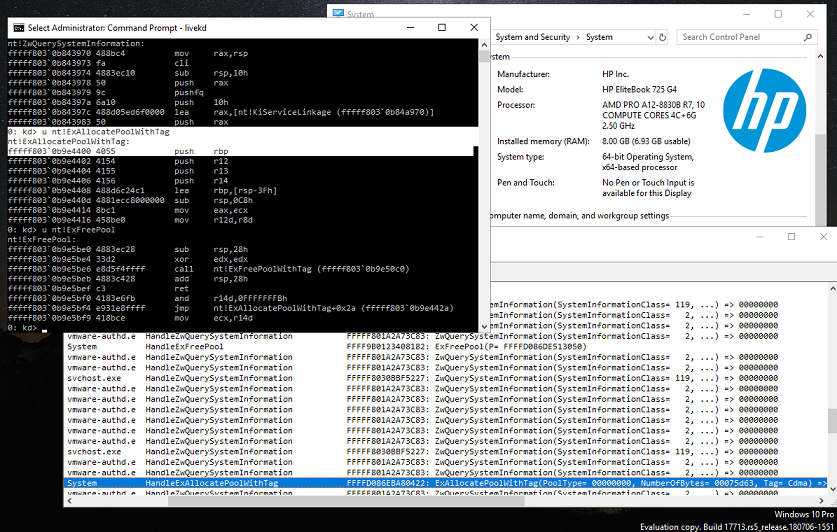 Select Administrator: Command Prompt - livekd
nt!ZwQuerySystemInformation:
fffff803`0b843970 488bc4 mov rax,rsp
fffff803`0b843973 fa cli
fffff803`0b843974 4883ec10 sub rsp,10h
fffff803`0b843978 50 push rax
fffff803`0b843979 9c pushfq
fffff803`0b84397a 6a10 push 10h
fffff803`0b84397c 488d05ed6f0000 lea rax,[nt!KiServiceLinkage (fffff803`0b84a970)]
fffff803`0b843983 50 push rax
0: kd> u nt!ExAllocatePoolWithTag
nt!ExAllocatePoolWithTag:
fffff803`0b9e4400 4055 push rbp
fffff803`0b9e4402 4154 push r12
fffff803`0b9e4404 4155 push r13
fffff803`0b9e4406 4156 push r14
fffff803`0b9e4408 488d6c24c1 lea rbp,[rsp-3Fh]
fffff803`0b9e440d 4881ecc8000000 sub rsp,0C8h
fffff803`0b9e4414 8bc1 mov eax,ecx
fffff803`0b9e4416 458be0 mov r12d,r8d
0: kd> u nt!ExFreePool
nt!ExFreePool:
fffff803`0b9e5be0 4883ec28 sub rsp,28h
fffff803`0b9e5be4 33d2 xor edx,edx
fffff803`0b9e5be6 e8d5f4ffff call nt!ExFreePoolWithTag (fffff803`0b9e50c0)
fffff803`0b9e5beb 4883c428 add rsp,28h
fffff803`0b9e5bef c3 ret
fffff803`0b9e5bf0 4183e6fb and r14d,0FFFFFFFBh
fffff803`0b9e5bf4 e931e8ffff jmp nt!ExAllocatePoolWithTag+0x2a (fffff803`0b9e442a)
fffff803`0b9e5bf9 418bce mov ecx,r14d
0: kd>
System
System and Security > System
Search Control Panel
Manufacturer: HP Inc.
Model: HP EliteBook 725 G4
Processor: AMD PRO A12-8830B R7, 10
COMPUTE CORES 4C+6G
2.50 GHz
Installed memory (RAM): 8.00 GB (6.93 GB usable)
System type: 64-bit Operating System,
x64-based processor
Pen and Touch: No Pen or Touch Input is
available for this Display
hp
omputer name, domain, and workgroup settings
ystemInformation(SystemInformationClass= 119, ...) => 00000000
ystemInformation(SystemInformationClass= 2, ...) => 00000000
ystemInformation(SystemInformationClass= 2, ...) => 00000000
vmware-authd.e HandleZwQuerySystemInformation FFFFF801A2A73C83: ZwQuerySystemInformation(SystemInformationClass= 2, ...) => 00000000
System HandleExFreePool FFFF9B0123408182: ExFreePool(P= FFFFD086DE513050)
vmware-authd.e HandleZwQuerySystemInformation FFFFF801A2A73C83: ZwQuerySystemInformation(SystemInformationClass= 2, ...) => 00000000
vmware-authd.e HandleZwQuerySystemInformation FFFFF801A2A73C83: ZwQuerySystemInformation(SystemInformationClass= 2, ...) => 00000000
svchost.exe HandleZwQuerySystemInformation FFFFF8030BBF5227: ZwQuerySystemInformation(SystemInformationClass= 119, ...) => 00000000
vmware-authd.e HandleZwQuerySystemInformation FFFFF801A2A73C83: ZwQuerySystemInformation(SystemInformationClass= 2, ...) => 00000000
vmware-authd.e HandleZwQuerySystemInformation FFFFF801A2A73C83: ZwQuerySystemInformation(SystemInformationClass= 2, ...) => 00000000
vmware-authd.e HandleZwQuerySystemInformation FFFFF801A2A73C83: ZwQuerySystemInformation(SystemInformationClass= 2, ...) => 00000000
vmware-authd.e HandleZwQuerySystemInformation FFFFF801A2A73C83: ZwQuerySystemInformation(SystemInformationClass= 2, ...) => 00000000
vmware-authd.e HandleZwQuerySystemInformation FFFFF801A2A73C83: ZwQuerySystemInformation(SystemInformationClass= 2, ...) => 00000000
svchost.exe HandleZwQuerySystemInformation FFFFF8030BBF5227: ZwQuerySystemInformation(SystemInformationClass= 119, ...) => 00000000
vmware-authd.e HandleZwQuerySystemInformation FFFFF801A2A73C83: ZwQuerySystemInformation(SystemInformationClass= 2, ...) => 00000000
vmware-authd.e HandleZwQuerySystemInformation FFFFF801A2A73C83: ZwQuerySystemInformation(SystemInformationClass= 2, ...) => 00000000
System HandleExAllocatePoolWithTag FFFFD086EBA80422: ExAllocatePoolWithTag(PoolType= 00000000, NumberOfBytes= 00075d63, Tag= Cdma) =>
vmware-authd.e HandleZwQuerySystemInformation FFFFF801A2A73C83: ZwQuerySystemInformation(SystemInformationClass= 2, ...) => 00000000
Windows 10 Pro
Evaluation copy. Build 17713.rs5_release.180706-1551